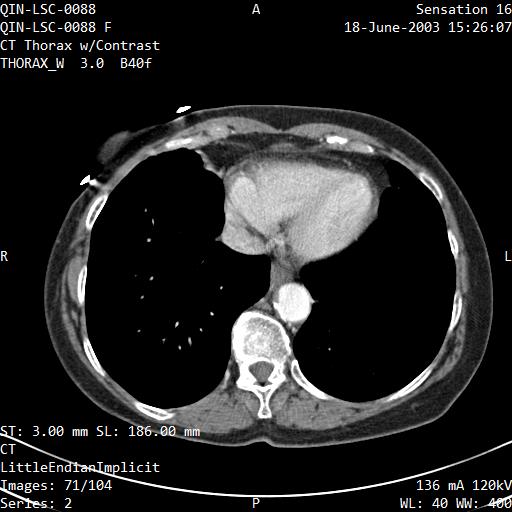 QIN-LSC-0088
A
Sensation 16
QIN-LSC-0088 F
18-June-2003 15:26:07
CT Thorax w/Contrast
THORAX_W 3.0 B40f
R
L
ST: 3.00 mm SL: 186.00 mm
CT
LittleEndianImplicit
Images: 71/104
136 mA 120kV
Series: 2
P
WL: 40 WW: 400